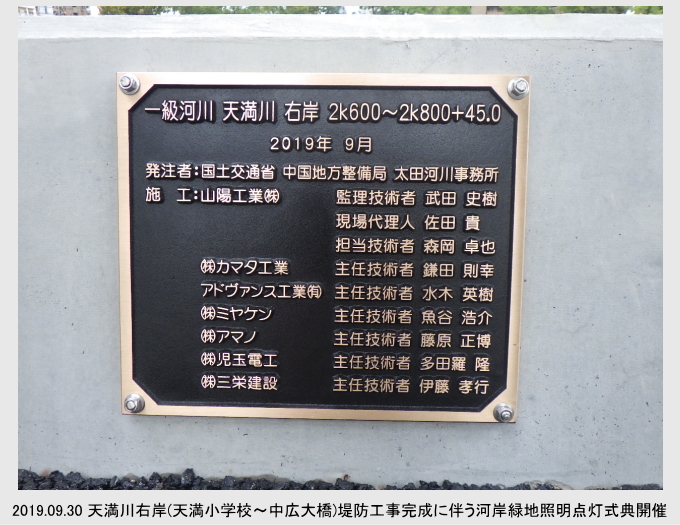 一級河川 天満川 右岸 2k600～2k800+45.0
2019年 9月
発注者：国土交通省 中国地方整備局 太田河川事務所
施 工：山陽工業㈱ 監理技術者 武田 史樹
現場代理人 佐田 貴
担当技術者 森岡 卓也
㈱カマタ工業 主任技術者 鎌田 則幸
アドヴァンス工業㈲ 主任技術者 水木 英樹
㈱ミヤケン 主任技術者 魚谷 浩介
㈱アマノ 主任技術者 藤原 正博
㈱児玉電工 主任技術者 多田羅 隆
㈱三栄建設 主任技術者 伊藤 孝行
2019.09.30 天満川右岸(天満小学校～中広大橋)堤防工事完成に伴う河岸緑地照明点灯式典開催